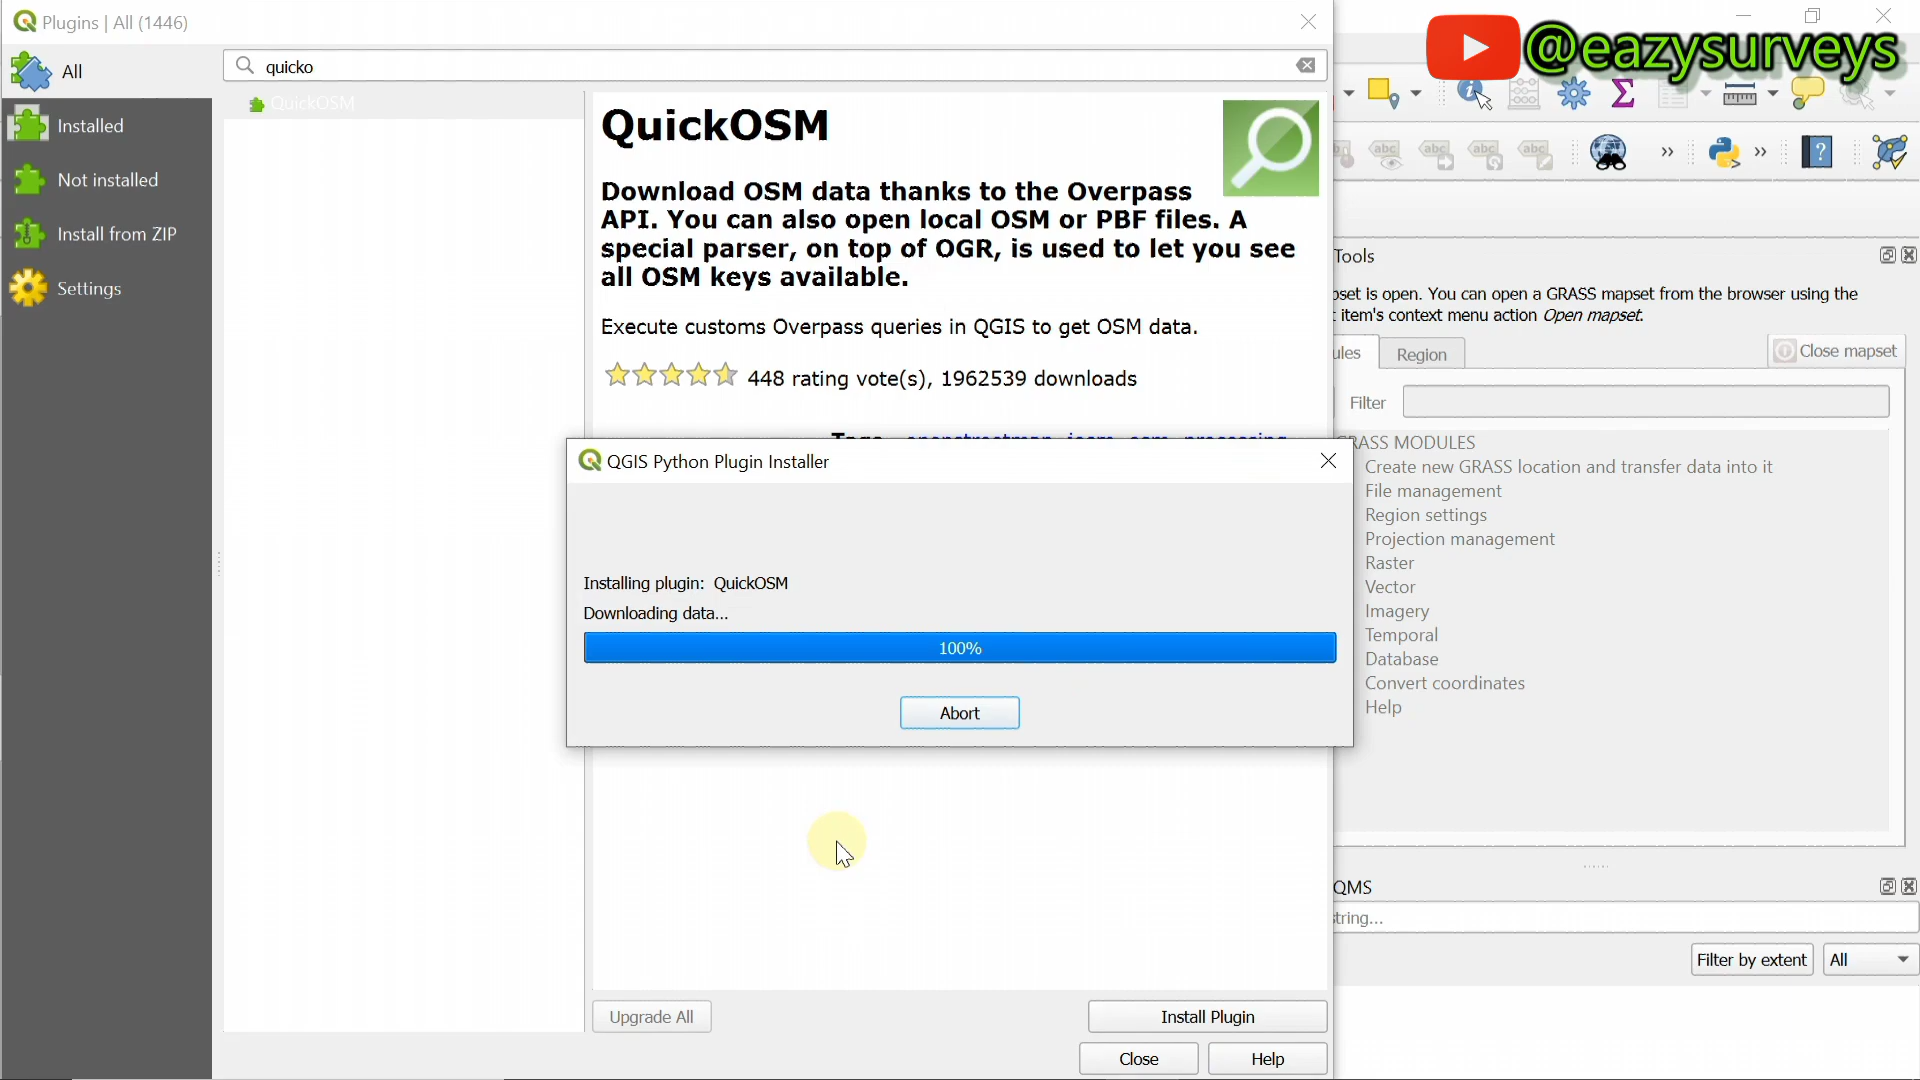 Plugins | All (1446)
@eazysurveys
All
quicko
Installed
Not installed
Install from ZIP
Settings
QuickOSM
QuickOSM
Download OSM data thanks to the Overpass
API. You can also open local OSM or PBF files. A
special parser, on top of OGR, is used to let you see
all OSM keys available.
Execute customs Overpass queries in QGIS to get OSM data.
448 rating vote(s), 1962539 downloads
QGIS Python Plugin Installer
Installing plugin: QuickOSM
Downloading data...
100%
Abort
Upgrade All
Install Plugin
Close
Help
abc
abc
abc
abc
Tools
is open. You can open a GRASS mapset from the browser using the
item's context menu action Open mapset.
Region
Close mapset
Filter
MODULES
Create new GRASS location and transfer data into it
File management
Region settings
Projection management
Raster
Vector
Imagery
Temporal
Database
Convert coordinates
Help
QMS
Filter by extent
All